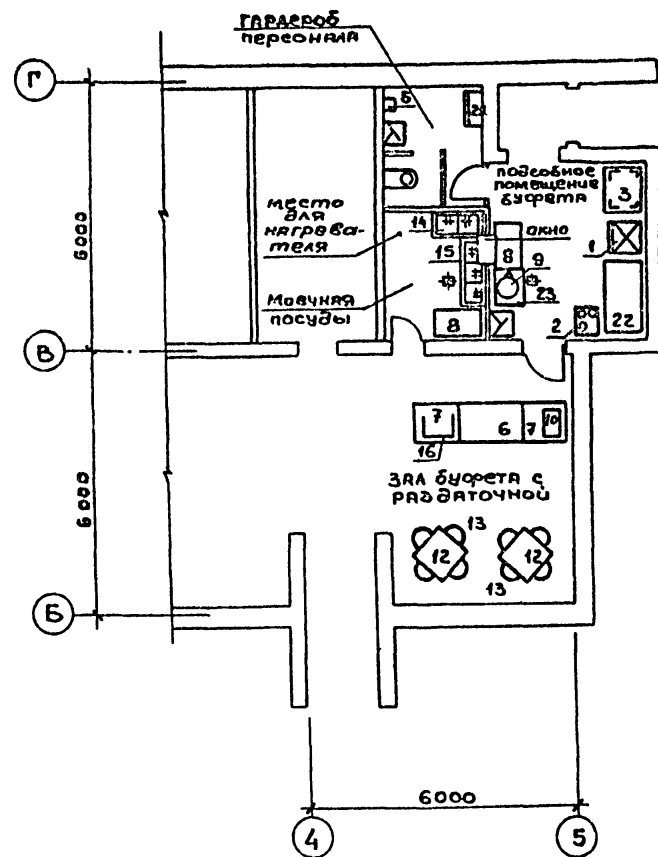 гардероб
персонала
Г
5
21
подсобное
помещение
буфета
3
место
для
нагрева-
теля
14
окно
1
15
8
9
Моечная
посуды
23
8
2
22
В
6000
6000
7
6
7
10
16
зал буфета с
раздаточной
13
12
12
13
Б
6000
4
5